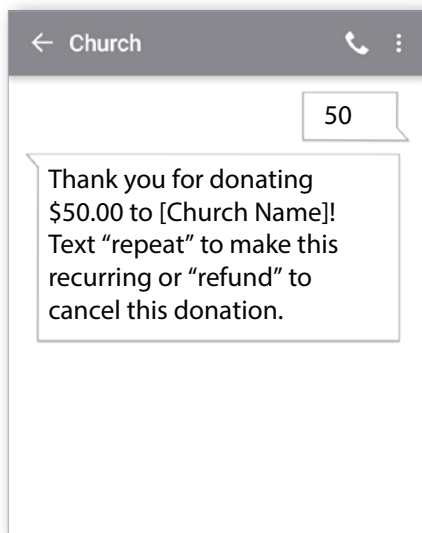 Church
50
Thank you for donating
$50.00 to [Church Name]!
Text “repeat” to make this
recurring or “refund” to
cancel this donation.